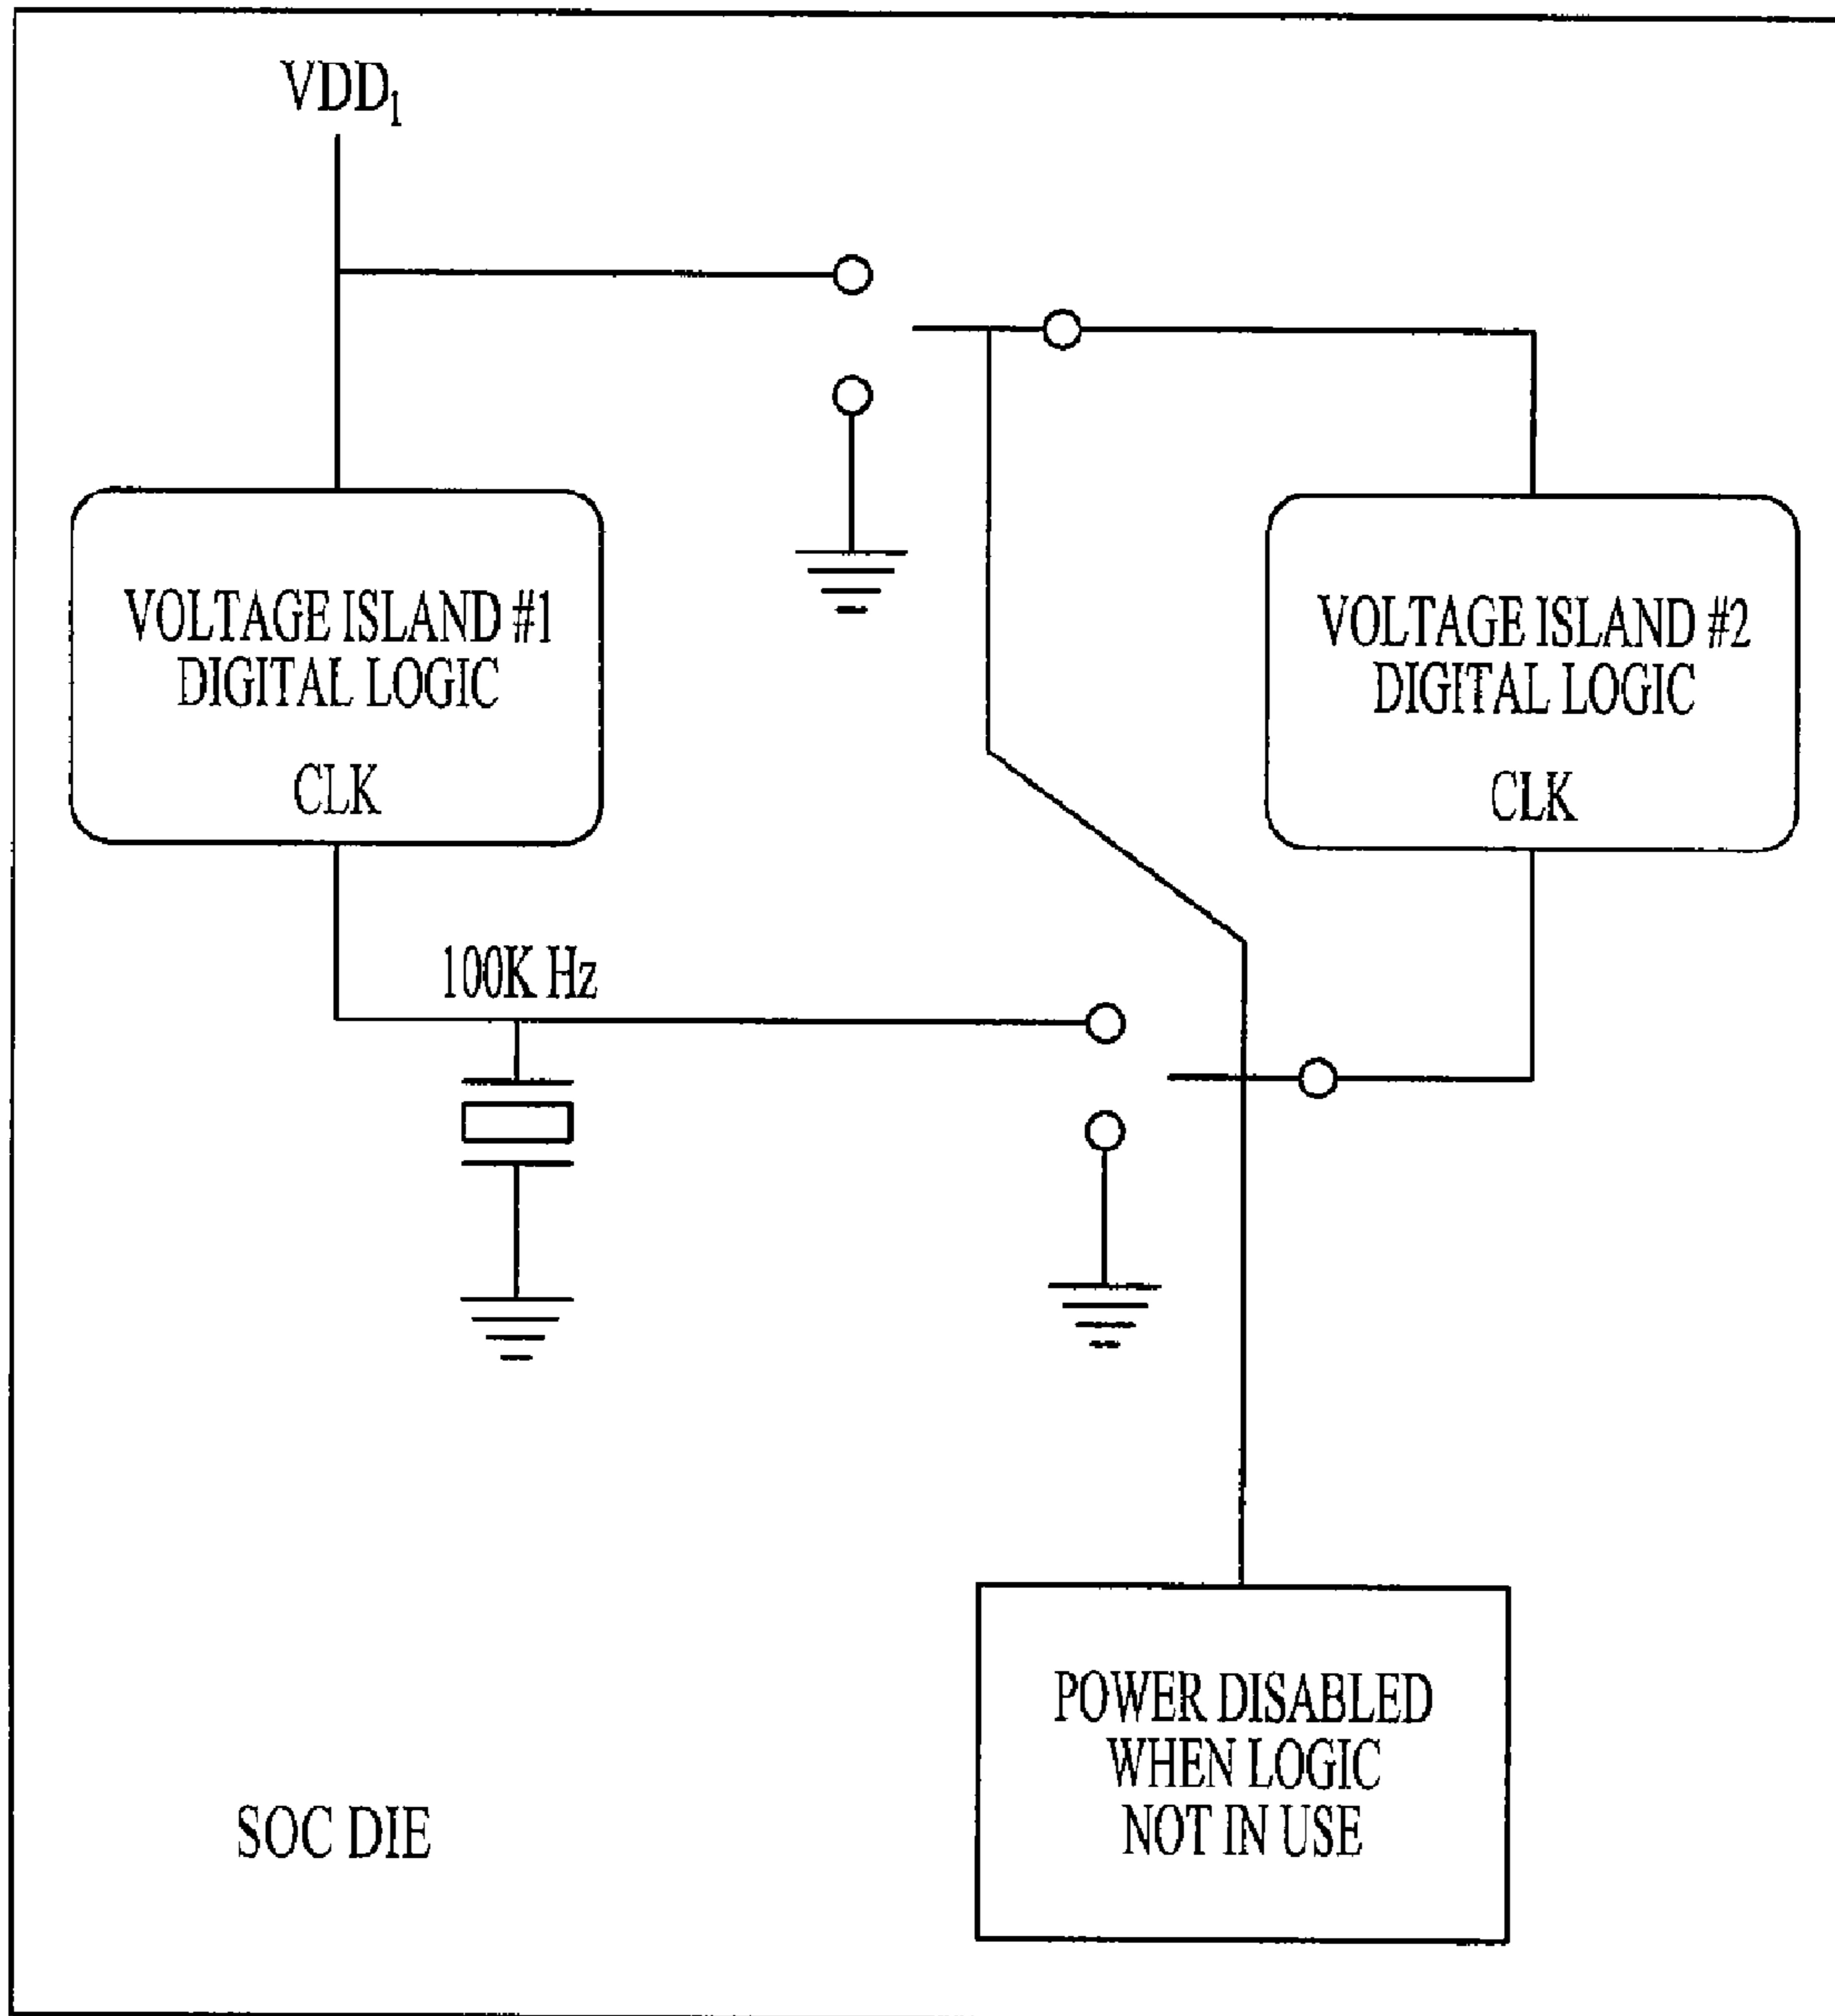 VDD1
VOLTAGE ISLAND #1
DIGITAL LOGIC
CLK
VOLTAGE ISLAND #2
DIGITAL LOGIC
CLK
100K Hz
POWER DISABLED
WHEN LOGIC
NOT IN USE
SOC DIE